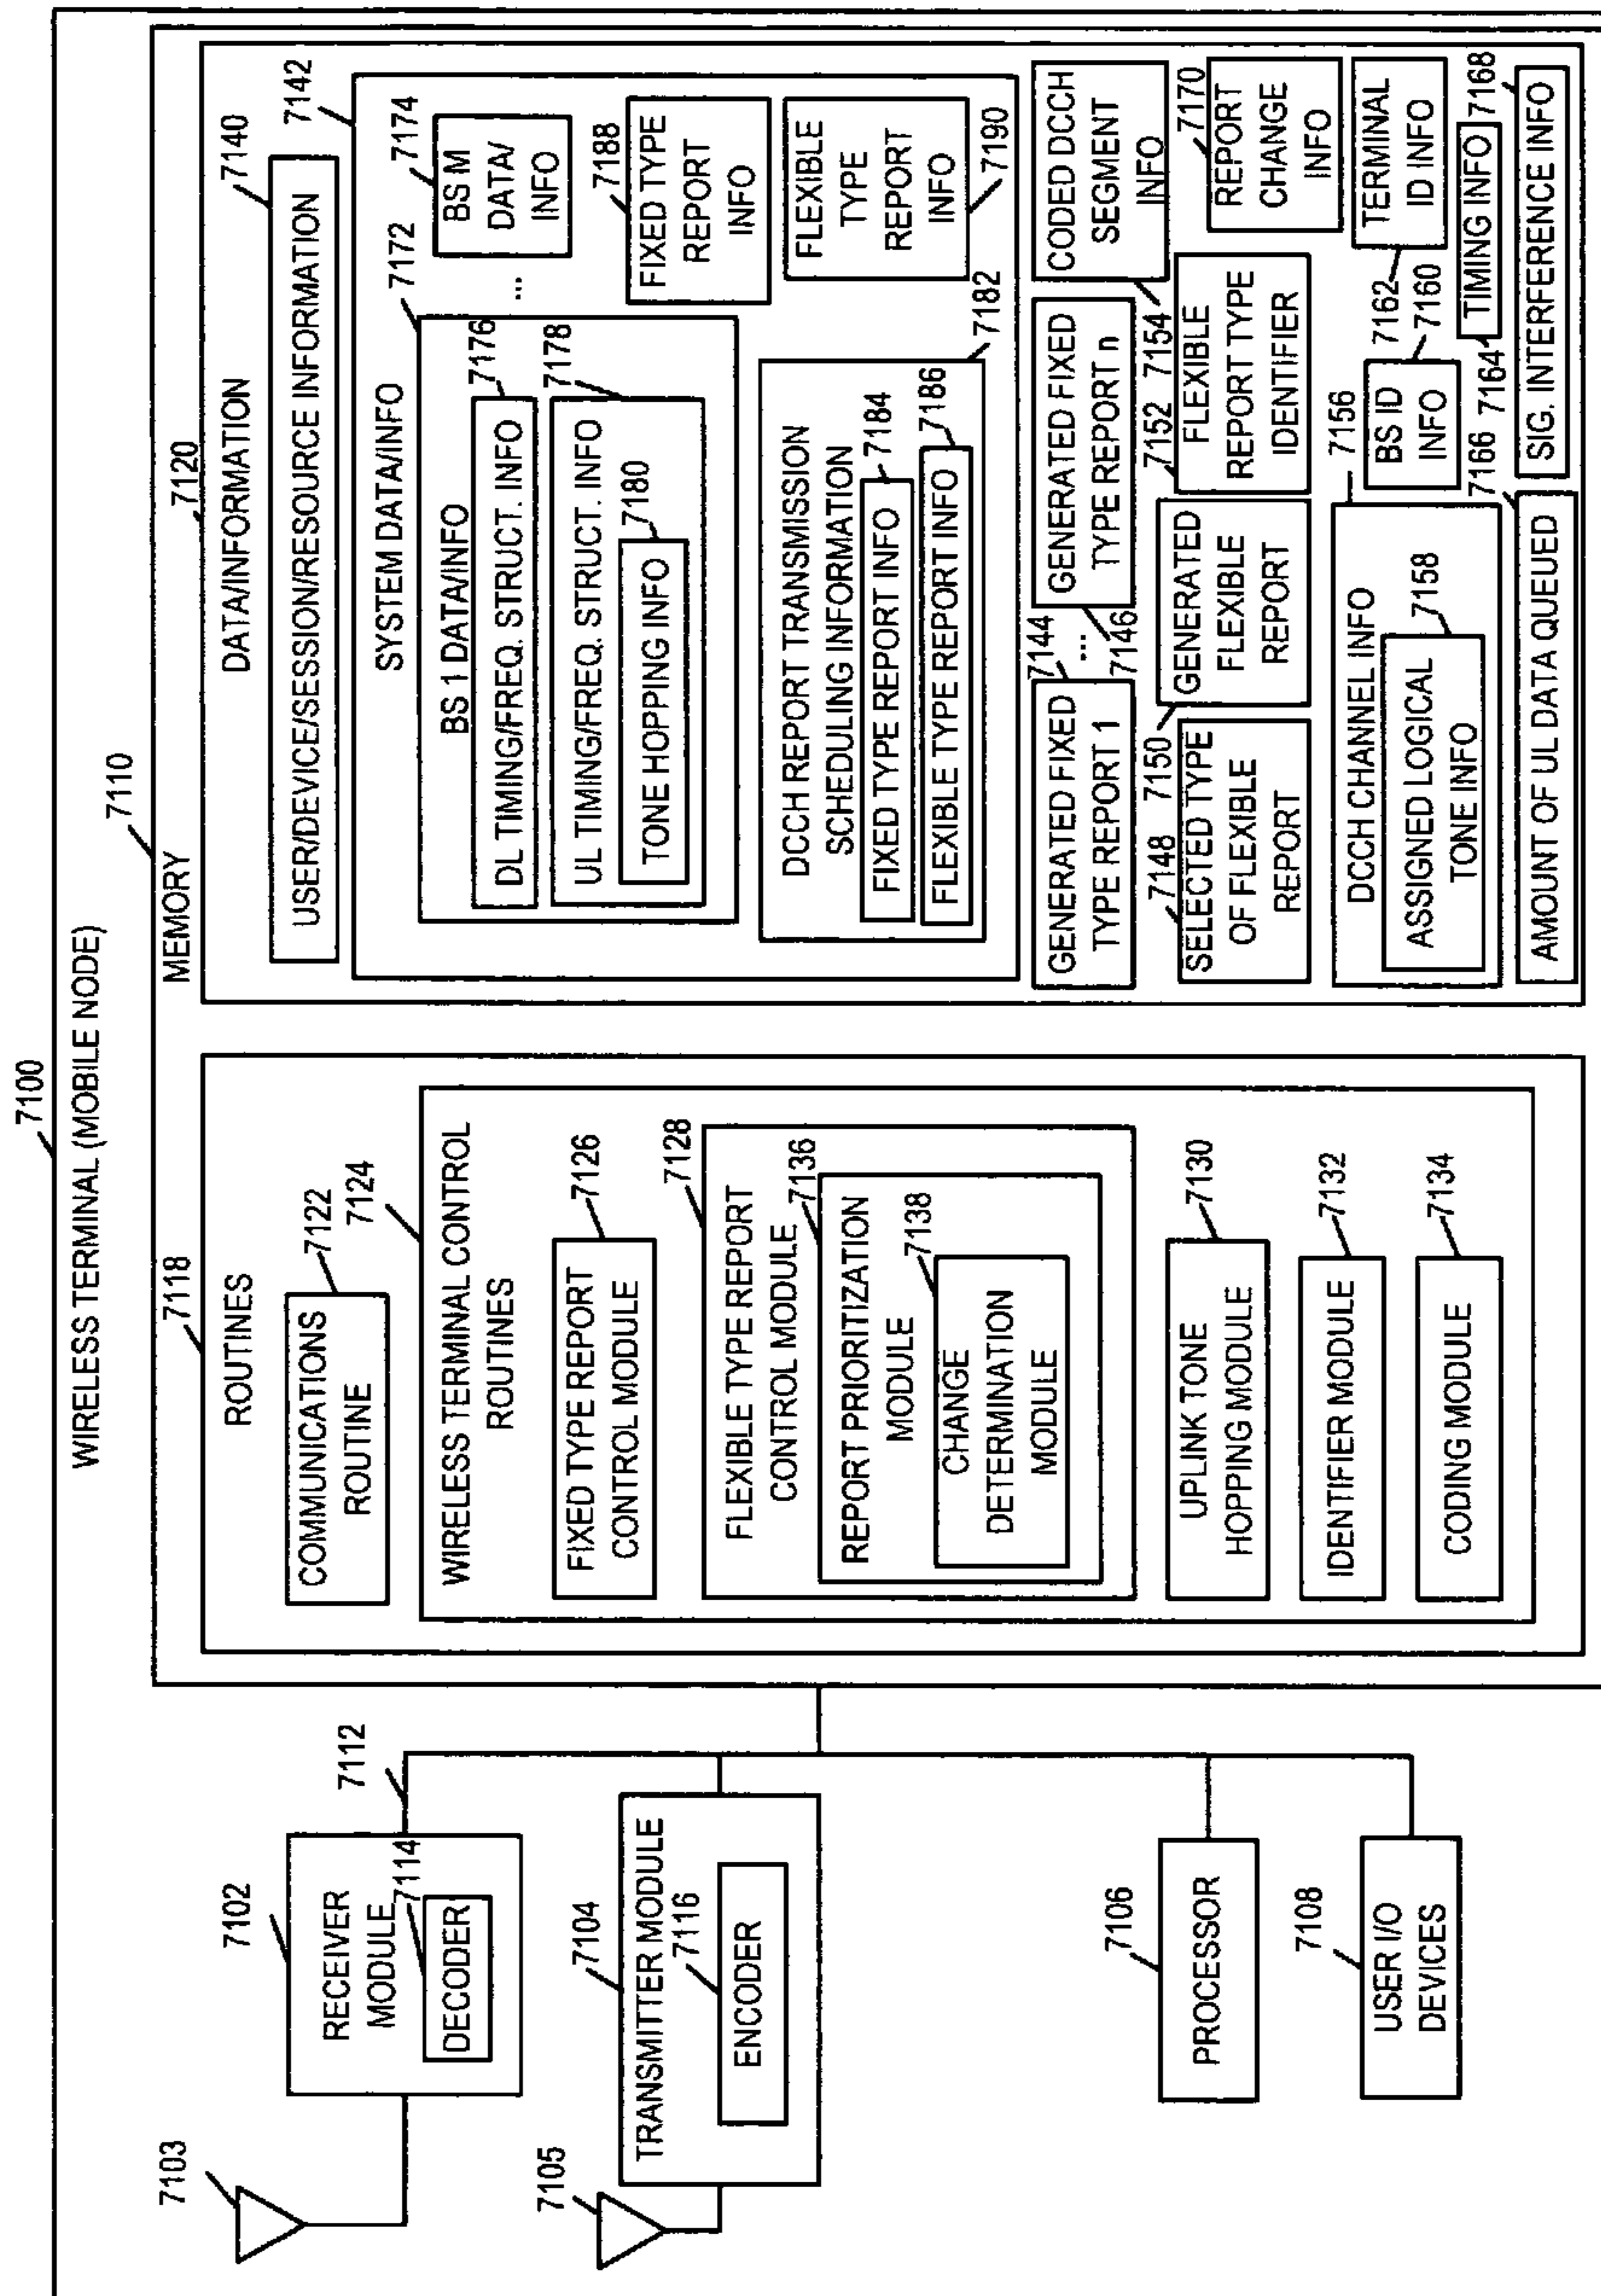 7100
WIRELESS TERMINAL (MOBILE NODE)
7103
7102
RECEIVER
MODULE
7114
DECODER
7112
7105
7104
TRANSMITTER MODULE
7116
ENCODER
7106
PROCESSOR
7108
USER I/O
DEVICES
7110
MEMORY
7118
ROUTINES
7122
COMMUNICATIONS
ROUTINE
7124
WIRELESS TERMINAL CONTROL
ROUTINES
7126
FIXED TYPE REPORT
CONTROL MODULE
7128
FLEXIBLE TYPE REPORT
CONTROL MODULE
7136
REPORT PRIORITIZATION
MODULE
7138
CHANGE
DETERMINATION
MODULE
7130
UPLINK TONE
HOPPING MODULE
7132
IDENTIFIER MODULE
7134
CODING MODULE
7120
DATA/INFORMATION
7140
USER/DEVICE/SESSION/RESOURCE INFORMATION
7142
SYSTEM DATA/INFO
7172
BS 1 DATA/INFO
7176
DL TIMING/FREQ. STRUCT. INFO
7178
UL TIMING/FREQ. STRUCT. INFO
7180
TONE HOPPING INFO
...
7174
BS M
DATA/
INFO
7182
DCCH REPORT TRANSMISSION
SCHEDULING INFORMATION
7184
FIXED TYPE REPORT INFO
7186
FLEXIBLE TYPE REPORT INFO
7188
FIXED TYPE
REPORT
INFO
FLEXIBLE
TYPE
REPORT
INFO
7190
7144
GENERATED FIXED
TYPE REPORT 1
...
7146
GENERATED FIXED
TYPE REPORT n
CODED DCCH
SEGMENT
INFO
7154
7148
SELECTED TYPE
OF FLEXIBLE
REPORT
7150
GENERATED
FLEXIBLE
REPORT
7152
FLEXIBLE
REPORT TYPE
IDENTIFIER
7170
REPORT
CHANGE
INFO
7156
DCCH CHANNEL INFO
7158
ASSIGNED LOGICAL
TONE INFO
7160
BS ID
INFO
7162
TERMINAL
ID INFO
7164
TIMING INFO
7166
AMOUNT OF UL DATA QUEUED
7168
SIG. INTERFERENCE INFO